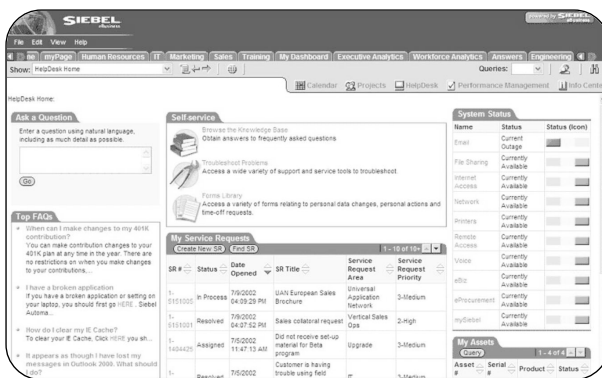 SIEBEL
eBusiness
powered by SIEBEL
File Edit View Help
ne myPage Human Resources IT Marketing Sales Training My Dashboard Executive Analytics Workforce Analytics Answers Engineering
Show: HelpDesk Home
Queries:
Calendar Projects HelpDesk Performance Management Info Cente
HelpDesk Home:
Ask a Question
Enter a question using natural language,
including as much detail as possible.
Go
Top FAQs
When can I make changes to my 401K
contribution?
You can make contribution changes to your
401K plan at any time in the year. There are
no restrictions on when you make changes
to your contributions...
I have a broken application
If you have a broken application or setting on
your laptop, you should first go HERE . Siebel
Automa...
How do I clear my IE Cache?
To clear your IE Cache, Click HERE you sh...
It appears as though I have lost my
messages in Outlook 2000. What should
I do?
Self-service
Browse the Knowledge Base
Obtain answers to frequently asked questions
Troubleshoot Problems
Access a wide variety of support and service tools to troubleshoot.
Forms Library
Access a variety of forms relating to personal data changes, personal actions and
time-off requests.
My Service Requests
Create New SR Find SR 1 - 10 of 10+
SR # Status Date Opened SR Title Service Request Area Service Request Priority
1-5151005 In Process 7/9/2002 04:09:29 PM UAN European Sales Brochure Universal Application Network 3-Medium
1-5151001 Resolved 7/9/2002 04:07:52 PM Sales collatoral request Vertical Sales Ops 2-High
1-1404425 Assigned 7/5/2002 11:47:13 AM Did not receive set-up material for Beta program Upgrade 3-Medium
1- Resolved 7/5/2002 Customer is having trouble using field IT 3-Medium
System Status
Name Status Status (Icon)
Email Current Outage
File Sharing Currently Available
Internet Access Currently Available
Network Currently Available
Printers Currently Available
Remote Access Currently Available
Voice Currently Available
eBiz Currently Available
eProcurement Currently Available
mySiebel Currently Available
My Assets
Query 1 - 4 of 4
Asset # Serial # Product Status